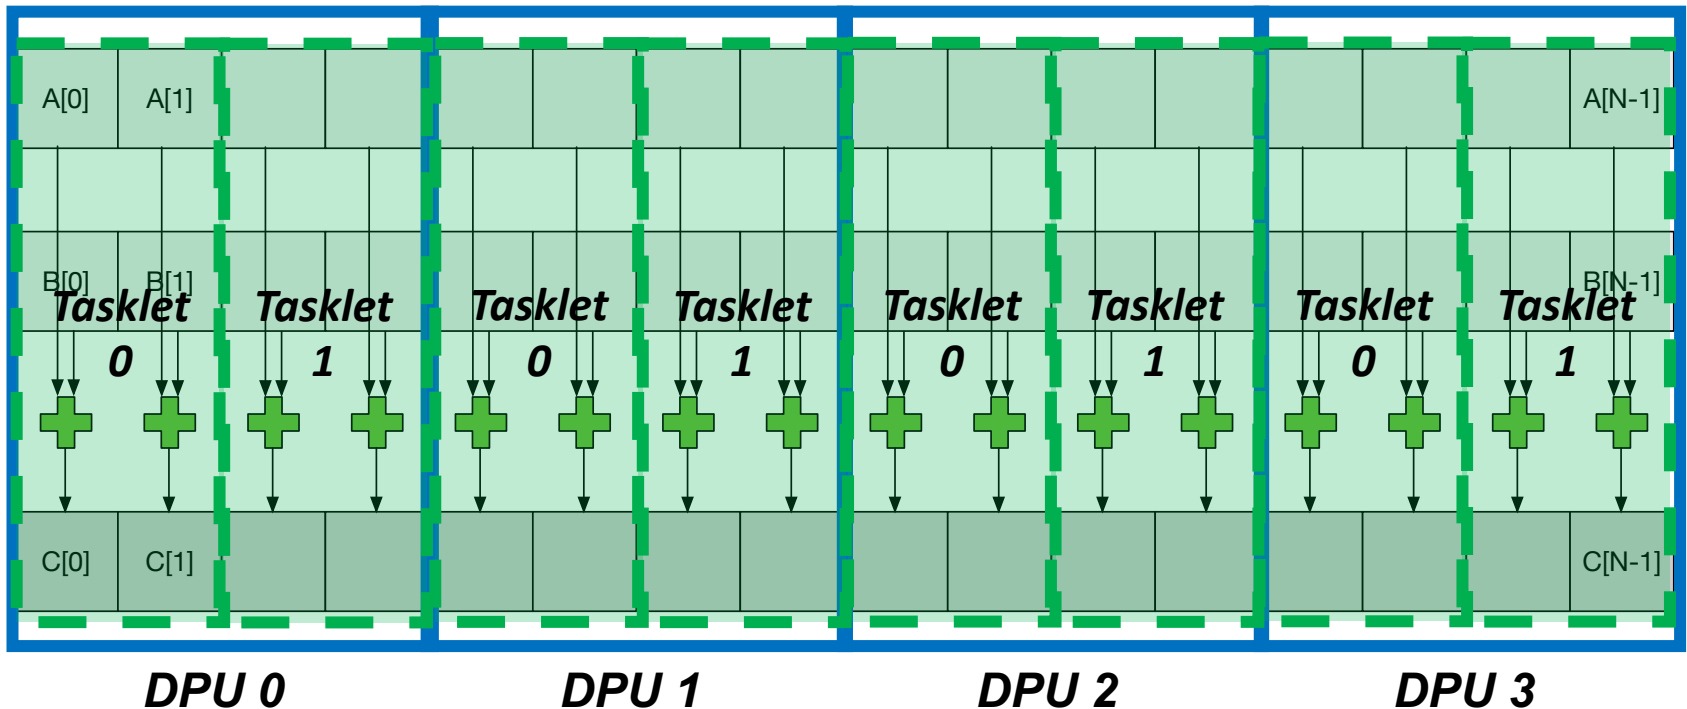 A[0] A[1] A[N-1]
B[0] B[1] B[N-1]
Tasklet 0 Tasklet 1 Tasklet 0 Tasklet 1 Tasklet 0 Tasklet 1 Tasklet 0 Tasklet 1
C[0] C[1] C[N-1]
DPU 0 DPU 1 DPU 2 DPU 3